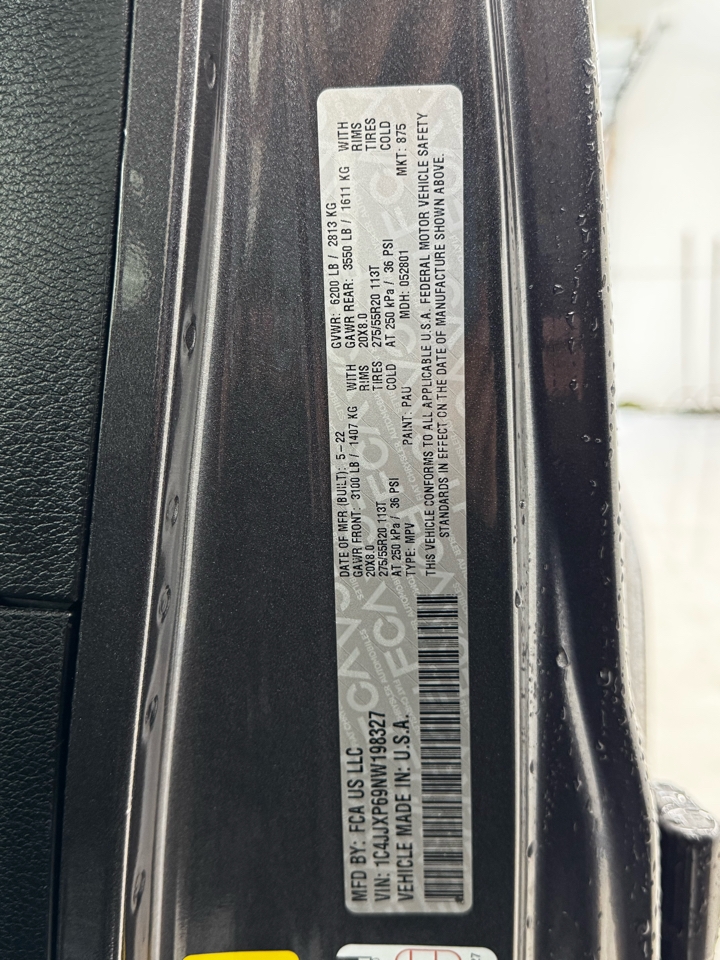 MFD BY: FCA US LLC
VIN: 1C4JJXP69NW198327
VEHICLE MADE IN: U.S.A.
DATE OF MFR (BUILT): 5-22
GAWR FRONT: 3100 LB / 1407 KG WITH
20X8.0 RIMS
275/55R20 113T TIRES
AT 250 kPa / 36 PSI COLD
TYPE: MPV PAINT: PAU
GVWR: 6200 LB / 2813 KG
GAWR REAR: 3550 LB / 1611 KG WITH
20X8.0 RIMS
275/55R20 113T TIRES
AT 250 kPa / 36 PSI COLD
MDH: 052801 MKT: 875
THIS VEHICLE CONFORMS TO ALL APPLICABLE U.S.A. FEDERAL MOTOR VEHICLE SAFETY
STANDARDS IN EFFECT ON THE DATE OF MANUFACTURE SHOWN ABOVE.